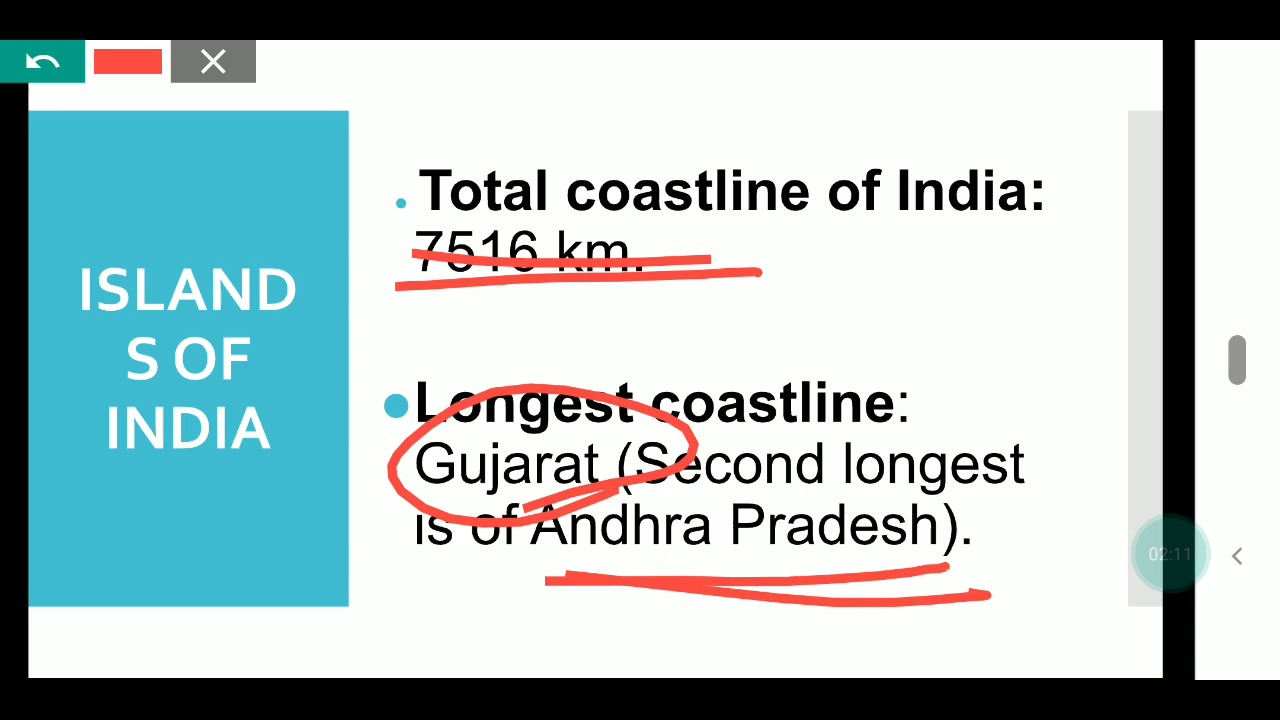 ISLAND
S OF
INDIA
Total coastline of India:
7516 km.
Longest coastline:
Gujarat (Second longest
is of Andhra Pradesh).
02:11